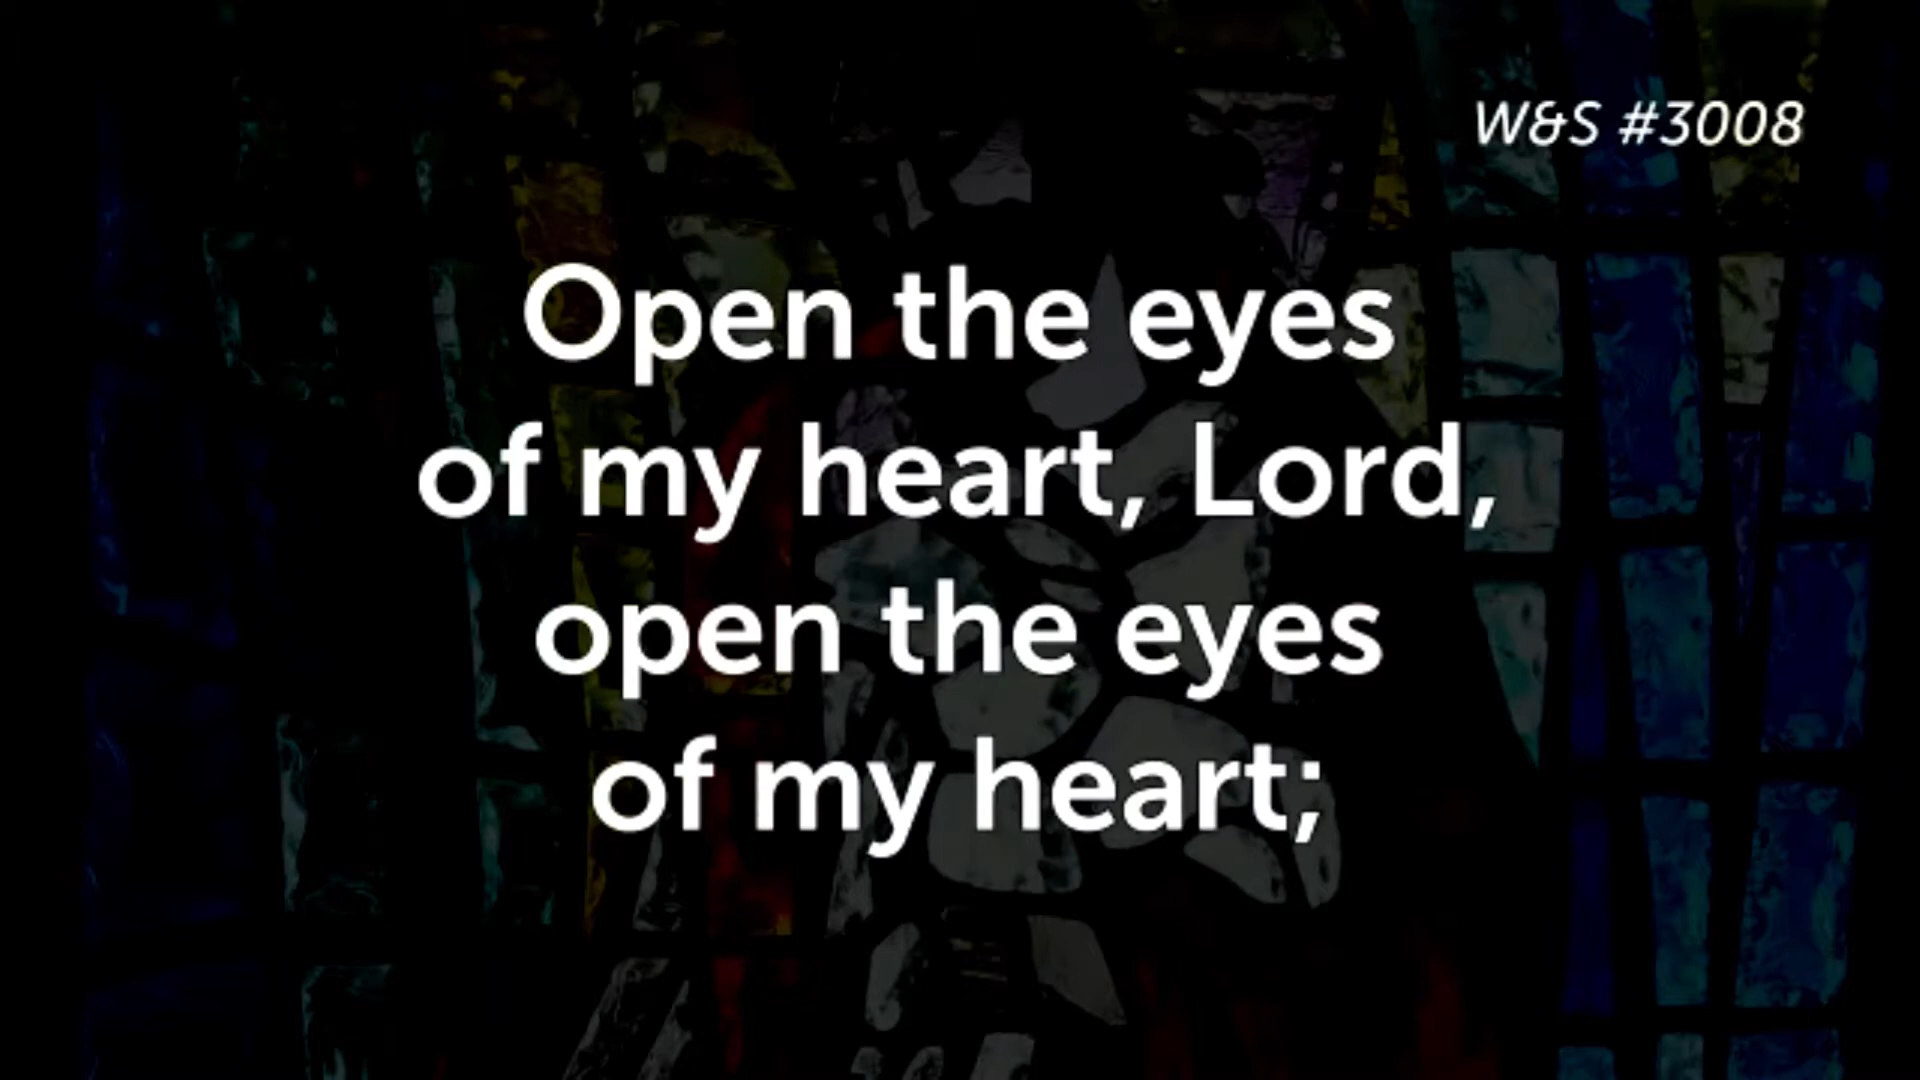 W&S #3008
Open the eyes
of my heart, Lord,
open the eyes
of my heart;